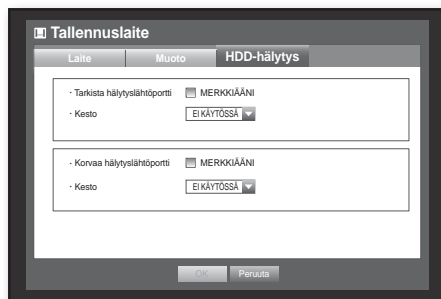 Tallennuslaite
Laite Muoto HDD-hälytys
· Tarkista hälytyslähtöportti MERKKIÄÄNI
· Kesto EI KÄYTÖSSÄ
· Korvaa hälytyslähtöportti MERKKIÄÄNI
· Kesto EI KÄYTÖSSÄ
OK Peruuta